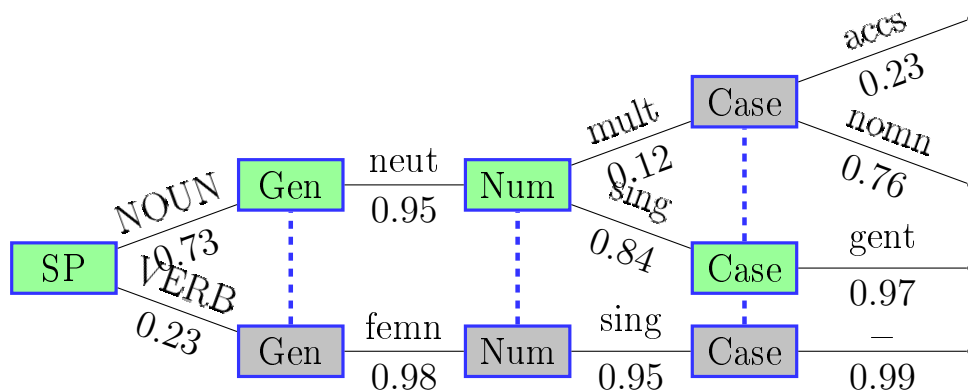 accs
0.23
Case
mult
0.12
nomn
0.76
neut
0.95
Gen
Num
NOUN
0.73
sing
0.84
SP
Case
gent
0.97
VERB
0.23
Gen
femn
0.98
Num
sing
0.95
Case
–
0.99